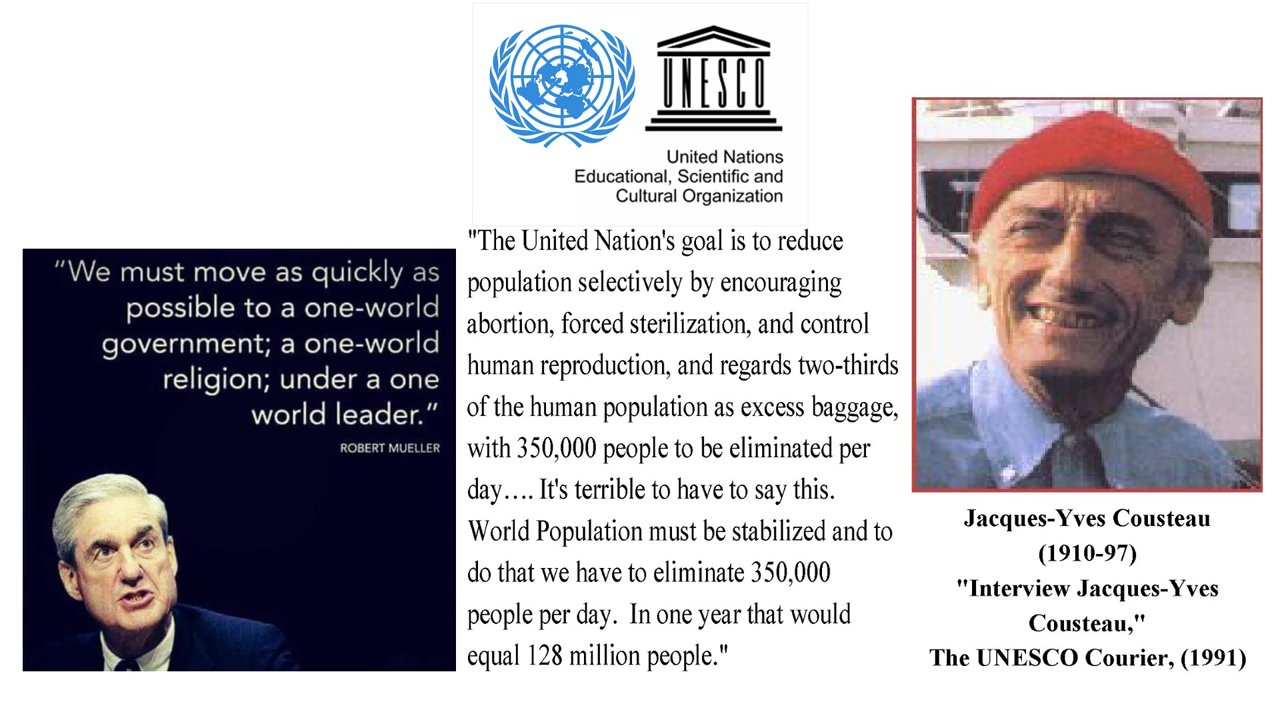 UNESCO
United Nations
Educational, Scientific and
Cultural Organization
“We must move as quickly as
possible to a one-world
government; a one-world
religion; under a one
world leader.”
ROBERT MUELLER
"The United Nation's goal is to reduce
population selectively by encouraging
abortion, forced sterilization, and control
human reproduction, and regards two-thirds
of the human population as excess baggage,
with 350,000 people to be eliminated per
day…. It's terrible to have to say this.
World Population must be stabilized and to
do that we have to eliminate 350,000
people per day.  In one year that would
equal 128 million people."
Jacques-Yves Cousteau
(1910-97)
"Interview Jacques-Yves
Cousteau,"
The UNESCO Courier, (1991)